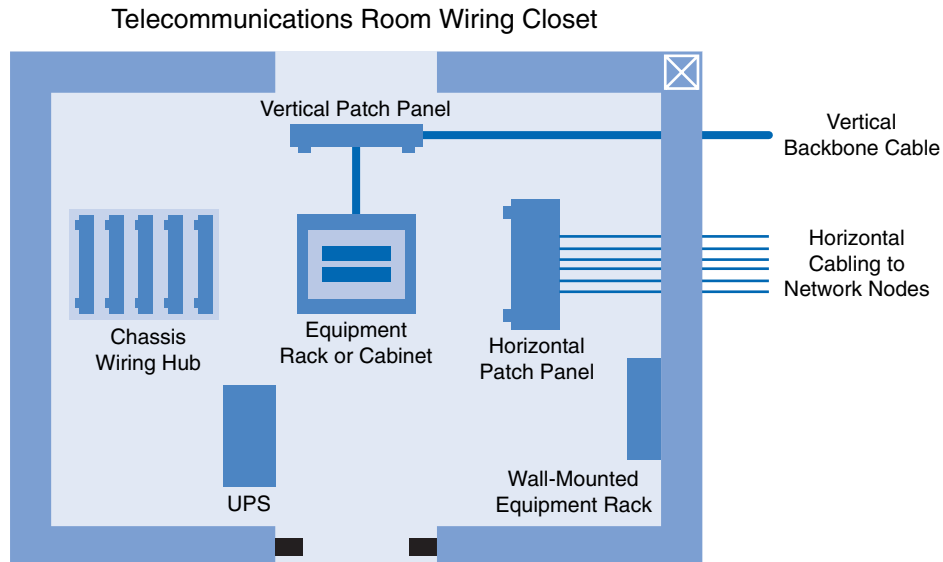 Telecommunications Room Wiring Closet
Vertical Patch Panel
Vertical
Backbone Cable
Horizontal
Cabling to
Network Nodes
Chassis
Wiring Hub
Equipment
Rack or Cabinet
Horizontal
Patch Panel
UPS
Wall-Mounted
Equipment Rack